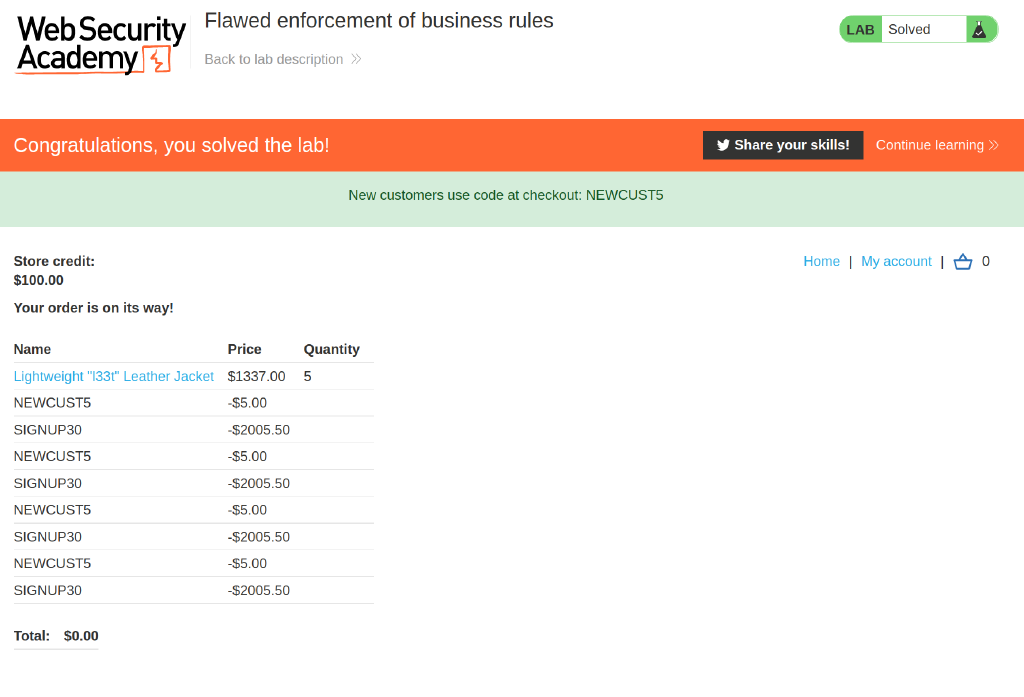 Web Security
Academy
Flawed enforcement of business rules
Back to lab description
LAB Solved
Congratulations, you solved the lab!
Share your skills! Continue learning
New customers use code at checkout: NEWCUST5
Store credit:
$100.00
Home | My account | 0
Your order is on its way!
Name Price Quantity
Lightweight "l33t" Leather Jacket $1337.00 5
NEWCUST5 -$5.00
SIGNUP30 -$2005.50
NEWCUST5 -$5.00
SIGNUP30 -$2005.50
NEWCUST5 -$5.00
SIGNUP30 -$2005.50
NEWCUST5 -$5.00
SIGNUP30 -$2005.50
Total: $0.00